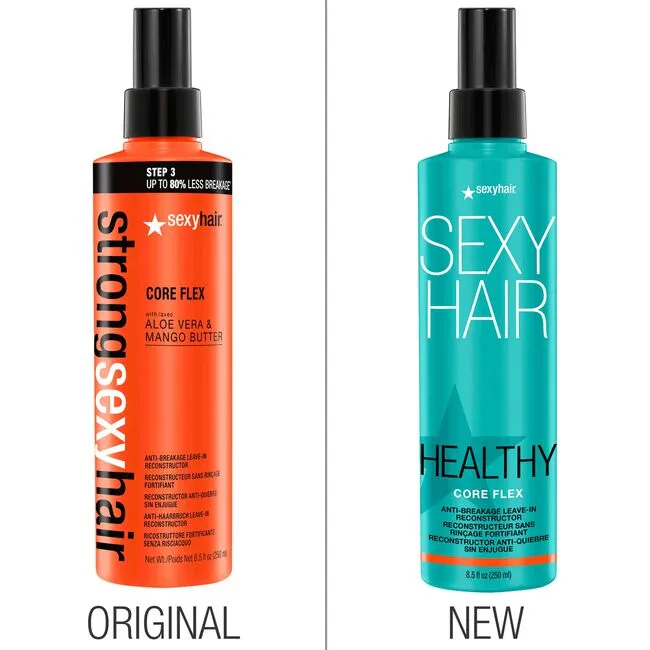 STEP 3
UP TO 80% LESS BREAKAGE*
sexyhair.
strongsexyhair
CORE FLEX
with/avec
ALOE VERA &
MANGO BUTTER
ANTI-BREAKAGE LEAVE-IN
RECONSTRUCTOR
RECONSTRUCTEUR SANS RINÇAGE
FORTIFIANT
RECONSTRUCTOR ANTI-QUIEBRE
SIN ENJUGUE
ANTI-HAARBRUCH LEAVE-IN
RECONSTRUCTOR
RICOSTRUTTORE FORTIFICANTE
SENZA RISCIACQUO
Net Wt./Poids Net 8.5 fl oz (250 ml)
ORIGINAL
sexyhair.
SEXY
HAIR
HEALTHY
CORE FLEX
ANTI-BREAKAGE LEAVE-IN
RECONSTRUCTOR
RECONSTRUCTEUR SANS
RINÇAGE FORTIFIANT
RECONSTRUCTOR ANTI-QUIEBRE
SIN ENJUGUE
8.5 fl oz (250 ml)
NEW